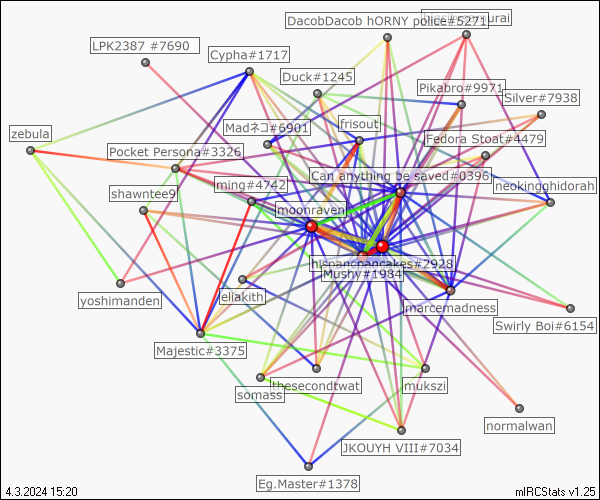 DacobDacob hORNY police#5271
urai
LPK2387 #7690
Cypha#1717
Duck#1245
Pikabro#9971
Silver#7938
Madネコ#6901
frisout
zebula
Fedora Stoat#4479
Pocket Persona#3326
Can anything be saved#0396
ming#4742
neokingghidorah
shawntee9
moonraven
hispanicpancakes#2928
Mushy#1984
yoshimanden
eliakith
marcemadness
Swirly Boi#6154
Majestic#3375
thesecondtwat
mukszi
somass
normalwan
JKOUYH VIII#7034
Eg.Master#1378
4.3.2024 15:20
mIRCStats v1.25